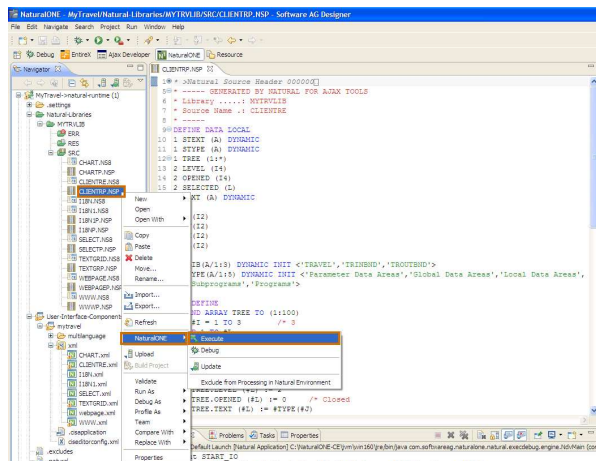 NaturalONE - MyTravel/Natural-Libraries/MYTRVLIB/SRC/CLIENTRP.NSP - Software AG Designer
File Edit Navigate Search Project Run Window Help
Debug EntireX Ajax Developer NaturalONE Resource
Navigator
MyTravel->natural-runtime (1)
.settings
Natural-Libraries
MYTRVLIB
ERR
RES
SRC
CHART.NS8
CHARTP.NSP
CLIENTRE.NS8
CLIENTRP.NSP
I18N.NS8
I18N1.NS8
I18N1P.NSP
I18NP.NSP
SELECT.NS8
SELECTP.NSP
TEXTGRID.NS8
TEXTGRP.NSP
WEBPAGE.NS8
WEBPAGEP.NSP
WWW.NS8
WWWP.NSP
User-Interface-Components
mytravel
multilanguage
xml
CHART.xml
CLIENTRE.xml
I18N.xml
I18N1.xml
SELECT.xml
TEXTGRID.xml
webpage.xml
WWW.xml
.cisapplication
ciseditorconfig.xml
.excludes
.natural
New
Open
Open With
Copy
Paste
Delete
Move...
Rename...
Import...
Export...
Refresh
NaturalONE
Upload
Build Project
Validate
Run As
Debug As
Profile As
Team
Compare With
Replace With
Properties
Execute
Debug
Update
Exclude from Processing in Natural Environment
CLIENTRP.NSP
1 * >Natural Source Header 000000
5 * ----- GENERATED BY NATURAL FOR AJAX TOOLS
6 * Library .....: MYTRVLIB
7 * Source Name .: CLIENTRE
8 * -----
9 DEFINE DATA LOCAL
10 1 STEXT (A) DYNAMIC
11 1 STYPE (A) DYNAMIC
12 1 TREE (1:*)
13 2 LEVEL (I4)
14 2 OPENED (I4)
15 2 SELECTED (L)
XT (A) DYNAMIC
(I2)
(I2)
(I2)
(I2)
IB(A/1:3) DYNAMIC INIT <'TRAVEL','TRINBND','TROUTBND'>
YPE(A/1:5) DYNAMIC INIT <'Parameter Data Areas','Global Data Areas','Local Data Areas',
Subprograms','Programs'>
DEFINE
ND ARRAY TREE TO (1:100)
#I = 1 TO 3 /* 3
TREE.LEVEL (#L) := 2
TREE.OPENED (#L) := 0 /* Closed
TREE.TEXT (#L) := #TYPE(#J)
Problems Tasks Properties
Default Launch [Natural Application] C:\NaturalONE-CE\jvm\win160\jre\bin\java com.softwareag.naturalone.natural.execdebug.engine.NdvMain (con
t START_IO